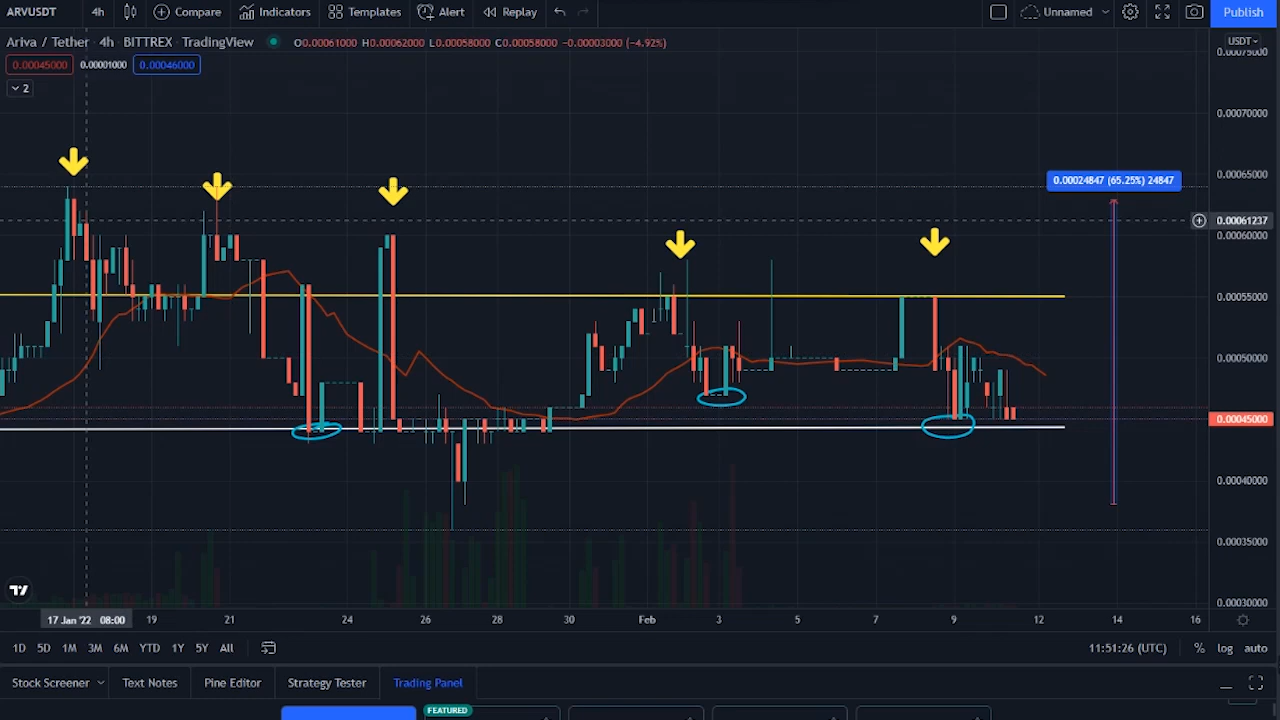 ARVUSDT 4h Compare Indicators Templates Alert Replay Unnamed Publish
Ariva / Tether · 4h · BITTREX · TradingView O0.00061000 H0.00062000 L0.00058000 C0.00058000 −0.00003000 (−4.92%) USDT
0.00045000 0.00001000 0.00046000
0.00075000
2
0.00070000
0.00065000
0.00024847 (65.25%) 24847
0.00061237
0.00060000
0.00055000
0.00050000
0.00045000
0.00040000
0.00035000
0.00030000
17 Jan '22 08:00 19 21 24 26 28 30 Feb 3 5 7 9 12 14 16
1D 5D 1M 3M 6M YTD 1Y 5Y All 11:51:26 (UTC) % log auto
Stock Screener Text Notes Pine Editor Strategy Tester Trading Panel
FEATURED